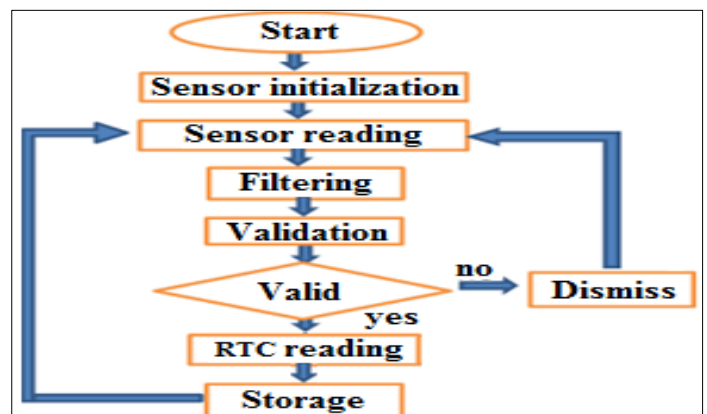 Start
Sensor initialization
Sensor reading
Filtering
Validation
Valid
no
Dismiss
yes
RTC reading
Storage